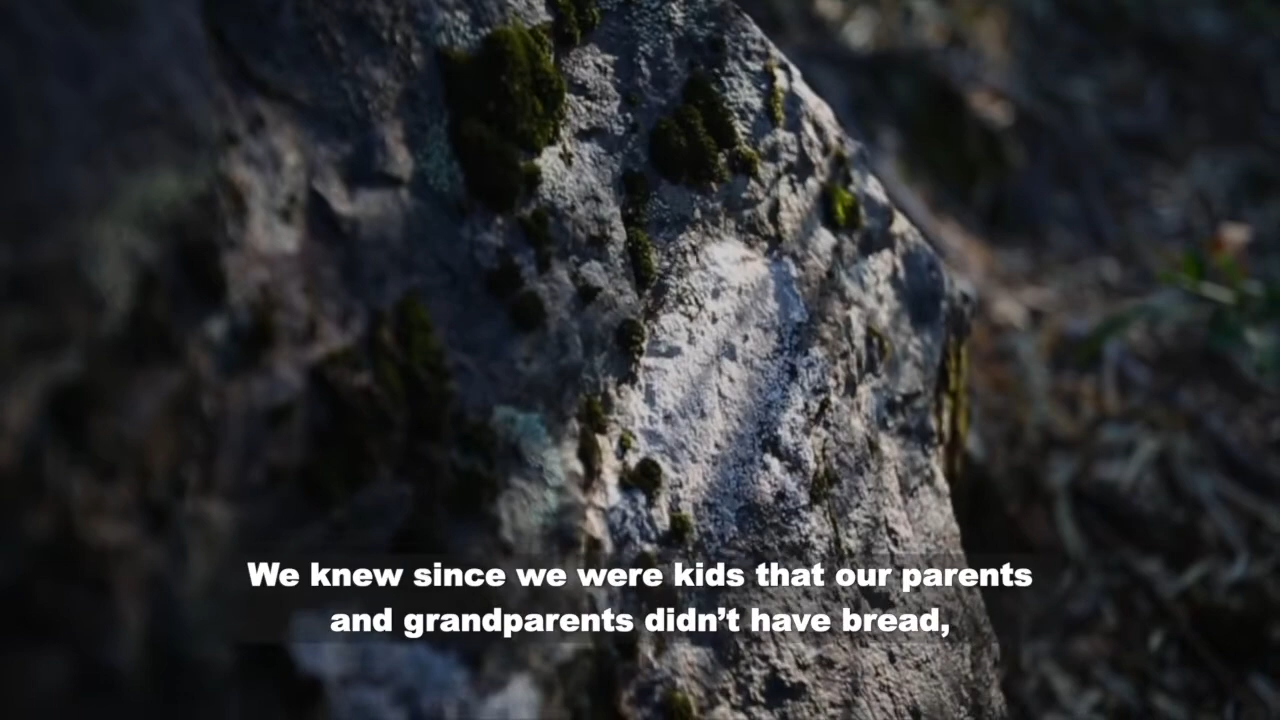 We knew since we were kids that our parents
and grandparents didn’t have bread,